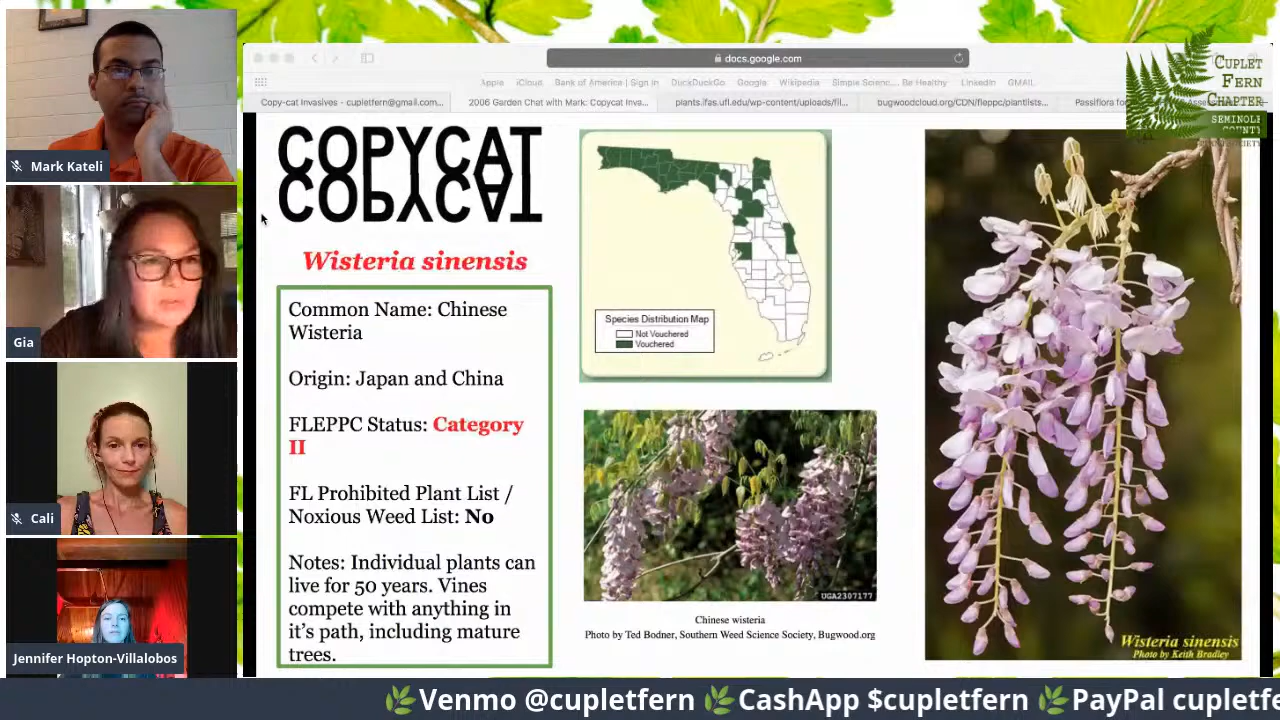 Mark Kateli
Gia
Cali
Jennifer Hopton-Villalobos
docs.google.com
Apple iCloud Bank of America | Sign in DuckDuckGo Google Wikipedia Simple Scienc... Be Healthy LinkedIn GMAIL
Copy-cat Invasives - cupletfern@gmail.com...
2006 Garden Chat with Mark: Copycat Inva...
plants.ifas.ufl.edu/wp-content/uploads/fil...
bugwoodcloud.org/CDN/fleppc/plantlists...
Passiflora fo
CUPLET
FERN
CHAPTER
SEMINOLE
COUNTY
COPYCAT
COPYCAT
Wisteria sinensis
Common Name: Chinese
Wisteria
Origin: Japan and China
FLEPPC Status: Category
II
FL Prohibited Plant List /
Noxious Weed List: No
Notes: Individual plants can
live for 50 years. Vines
compete with anything in
it's path, including mature
trees.
Species Distribution Map
Not Vouchered
Vouchered
UGA2307177
Chinese wisteria
Photo by Ted Bodner, Southern Weed Science Society, Bugwood.org
Wisteria sinensis
Photo by Keith Bradley
Venmo @cupletfern CashApp $cupletfern PayPal cupletfe